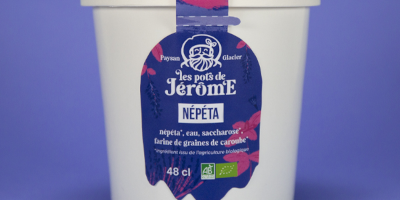 Paysan Glacier
les pots de
JérômE
NÉPÉTA
népéta*, eau, saccharose*,
farine de graines de caroube*
*ingrédient issu de l'agriculture biologique
48 cl
AB